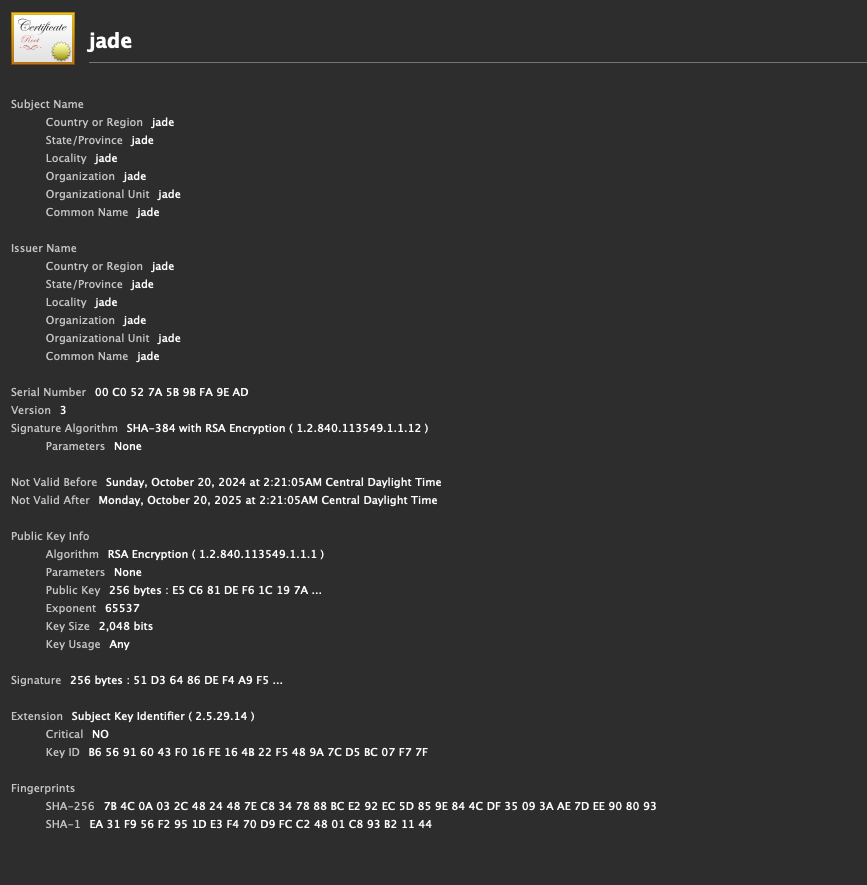 Certificate
Root
jade
Subject Name
Country or Region jade
State/Province jade
Locality jade
Organization jade
Organizational Unit jade
Common Name jade
Issuer Name
Country or Region jade
State/Province jade
Locality jade
Organization jade
Organizational Unit jade
Common Name jade
Serial Number 00 C0 52 7A 5B 9B FA 9E AD
Version 3
Signature Algorithm SHA-384 with RSA Encryption ( 1.2.840.113549.1.1.12 )
Parameters None
Not Valid Before Sunday, October 20, 2024 at 2:21:05AM Central Daylight Time
Not Valid After Monday, October 20, 2025 at 2:21:05AM Central Daylight Time
Public Key Info
Algorithm RSA Encryption ( 1.2.840.113549.1.1.1 )
Parameters None
Public Key 256 bytes : E5 C6 81 DE F6 1C 19 7A ...
Exponent 65537
Key Size 2,048 bits
Key Usage Any
Signature 256 bytes : 51 D3 64 86 DE F4 A9 F5 ...
Extension Subject Key Identifier ( 2.5.29.14 )
Critical NO
Key ID B6 56 91 60 43 F0 16 FE 16 4B 22 F5 48 9A 7C D5 BC 07 F7 7F
Fingerprints
SHA-256 7B 4C 0A 03 2C 48 24 48 7E C8 34 78 88 BC E2 92 EC 5D 85 9E 84 4C DF 35 09 3A AE 7D EE 90 80 93
SHA-1 EA 31 F9 56 F2 95 1D E3 F4 70 D9 FC C2 48 01 C8 93 B2 11 44